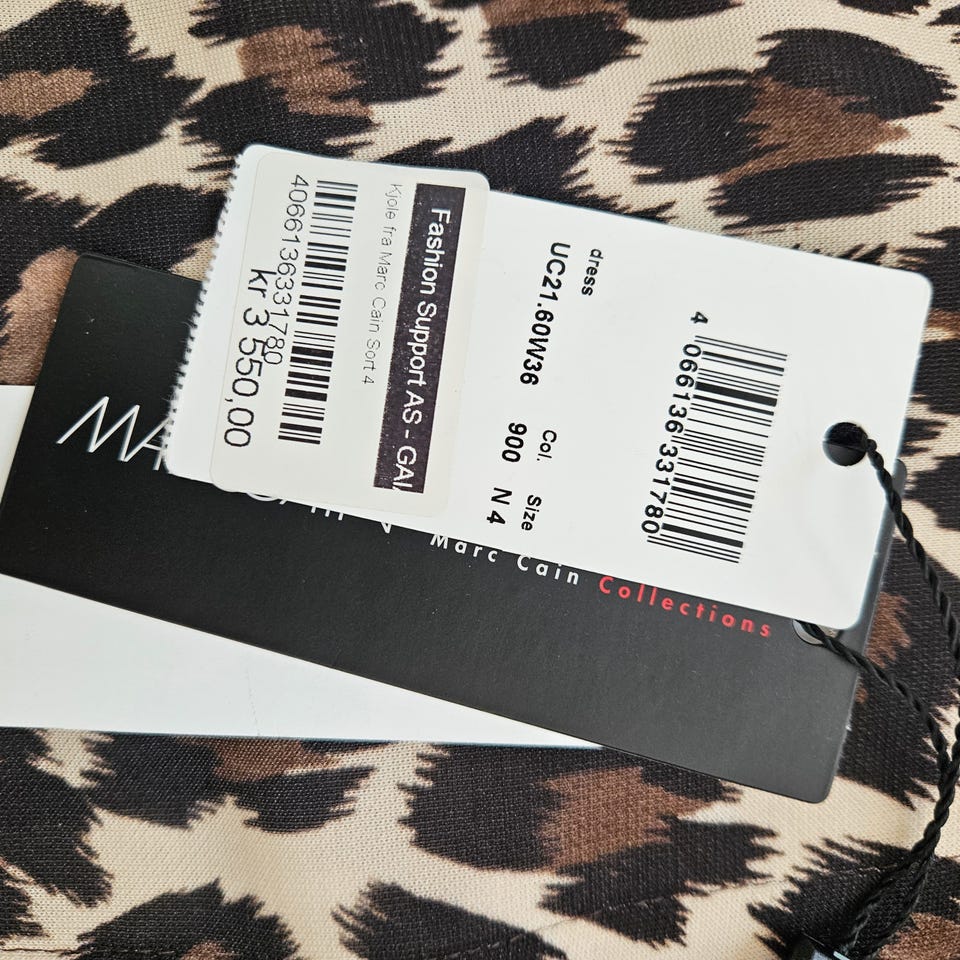 Fashion Support AS - GAL
Kjole fra Marc Cain Sort 4
4066136331780
kr 3 550,00
dress
UC21.60W36
Col.
900
Size
N 4
4 066136 331780
Marc Cain Collections